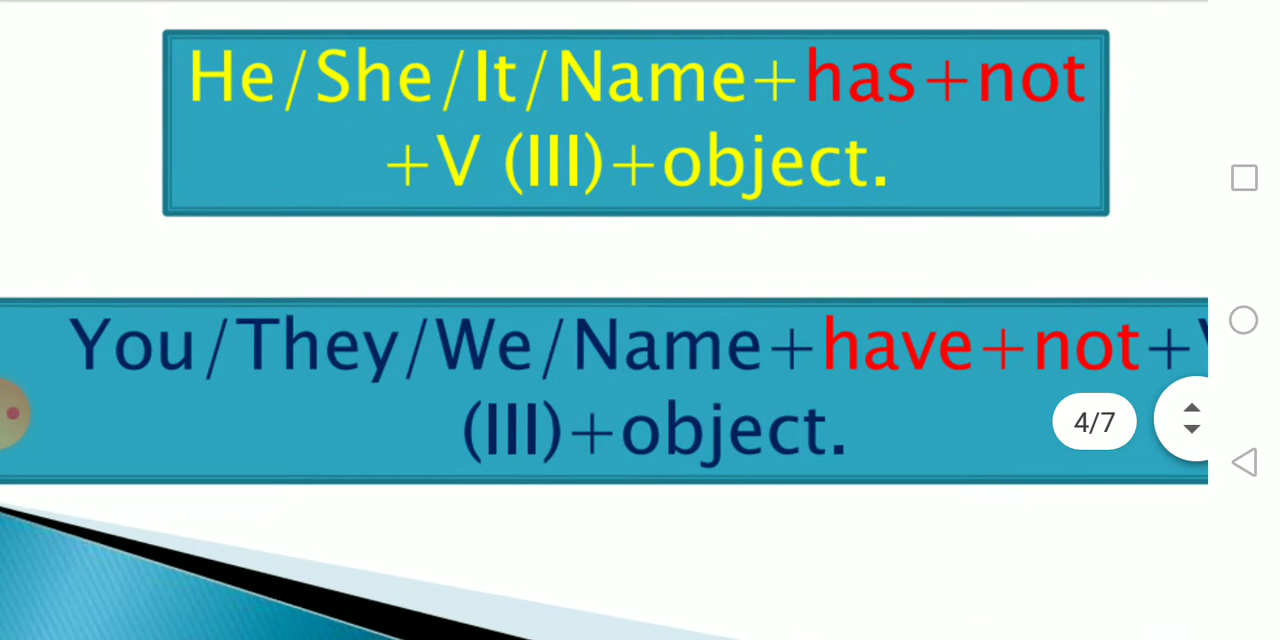 He/She/It/Name+has+not
+V (III)+object.
You/They/We/Name+have+not+
(III)+object.
4/7